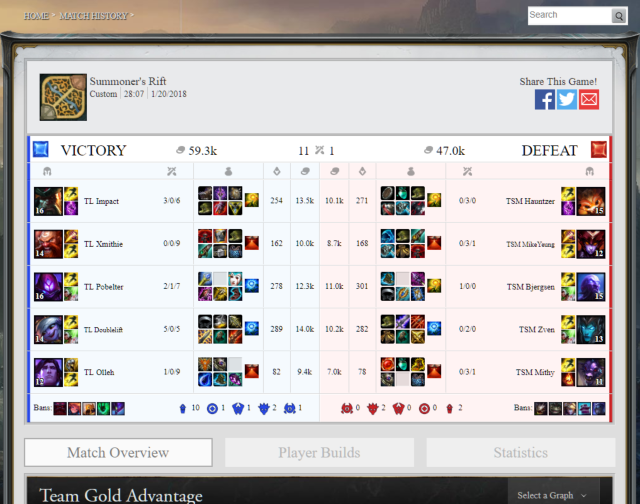 HOME MATCH HISTORY
Search
Summoner's Rift
Custom 28:07 1/20/2018
Share This Game!
VICTORY 59.3k 11 1 47.0k DEFEAT
16 TL Impact 3/0/6 254 13.5k 10.1k 271 0/3/0 TSM Hauntzer 15
14 TL Xmithie 0/0/9 162 10.0k 8.7k 168 0/3/1 TSM MikeYeung 12
16 TL Pobelter 2/1/7 278 12.3k 11.0k 301 1/0/0 TSM Bjergsen 15
14 TL Doublelift 5/0/5 289 14.0k 10.2k 282 0/2/0 TSM Zven 13
12 TL Olleh 1/0/9 82 9.4k 7.0k 78 0/3/1 TSM Mithy 11
Bans: 10 1 1 2 1 0 2 0 0 2 Bans:
Match Overview Player Builds Statistics
Team Gold Advantage Select a Graph